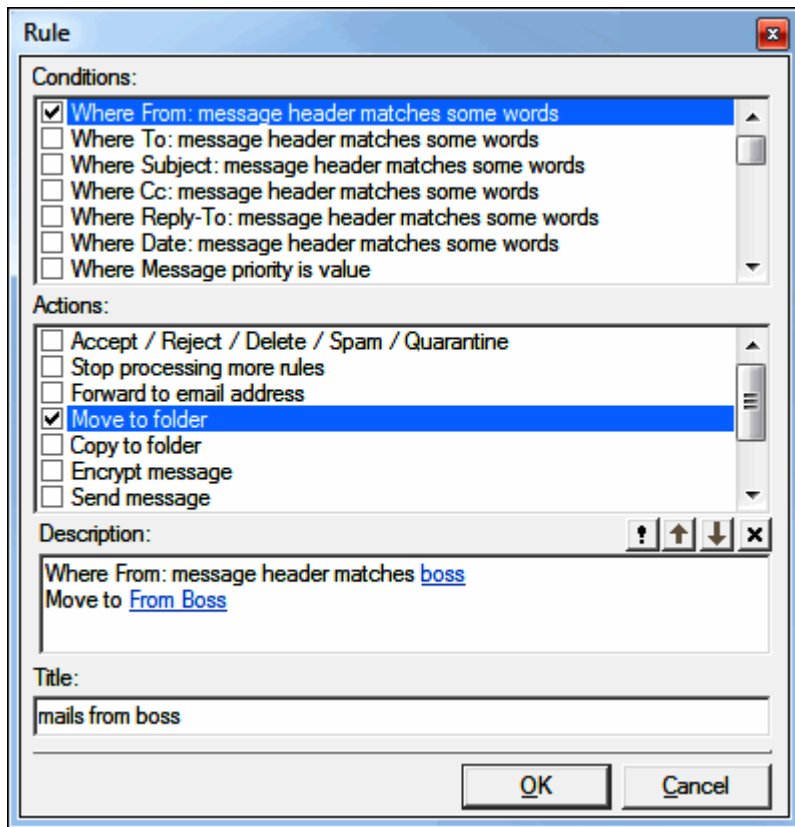 Rule
Conditions:
Where From: message header matches some words
Where To: message header matches some words
Where Subject: message header matches some words
Where Cc: message header matches some words
Where Reply-To: message header matches some words
Where Date: message header matches some words
Where Message priority is value
Actions:
Accept / Reject / Delete / Spam / Quarantine
Stop processing more rules
Forward to email address
Move to folder
Copy to folder
Encrypt message
Send message
Description:
Where From: message header matches boss
Move to From Boss
Title:
mails from boss
OK Cancel